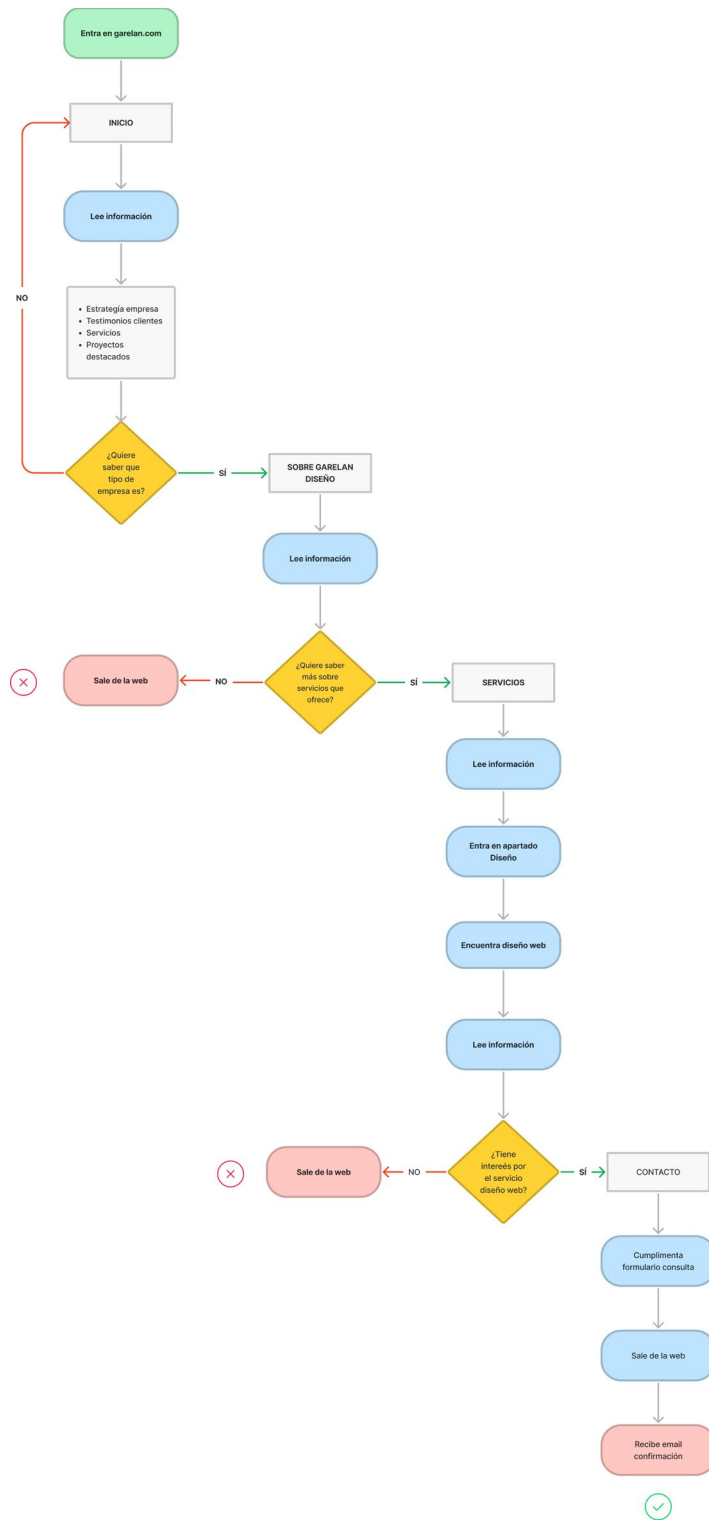 Entra en garelan.com
INICIO
Lee información
NO
• Estrategía empresa
• Testimonios clientes
• Servicios
• Proyectos
destacados
¿Quiere
saber que
tipo de
empresa es?
SÍ
SOBRE GARELAN
DISEÑO
Lee información
Sale de la web
NO
¿Quiere saber
más sobre
servicios que
ofrece?
SÍ
SERVICIOS
Lee información
Entra en apartado
Diseño
Encuentra diseño web
Lee información
Sale de la web
NO
¿Tiene
intereés por
el servicio
diseño web?
SÍ
CONTACTO
Cumplimenta
formulario consulta
Sale de la web
Recibe email
confirmación